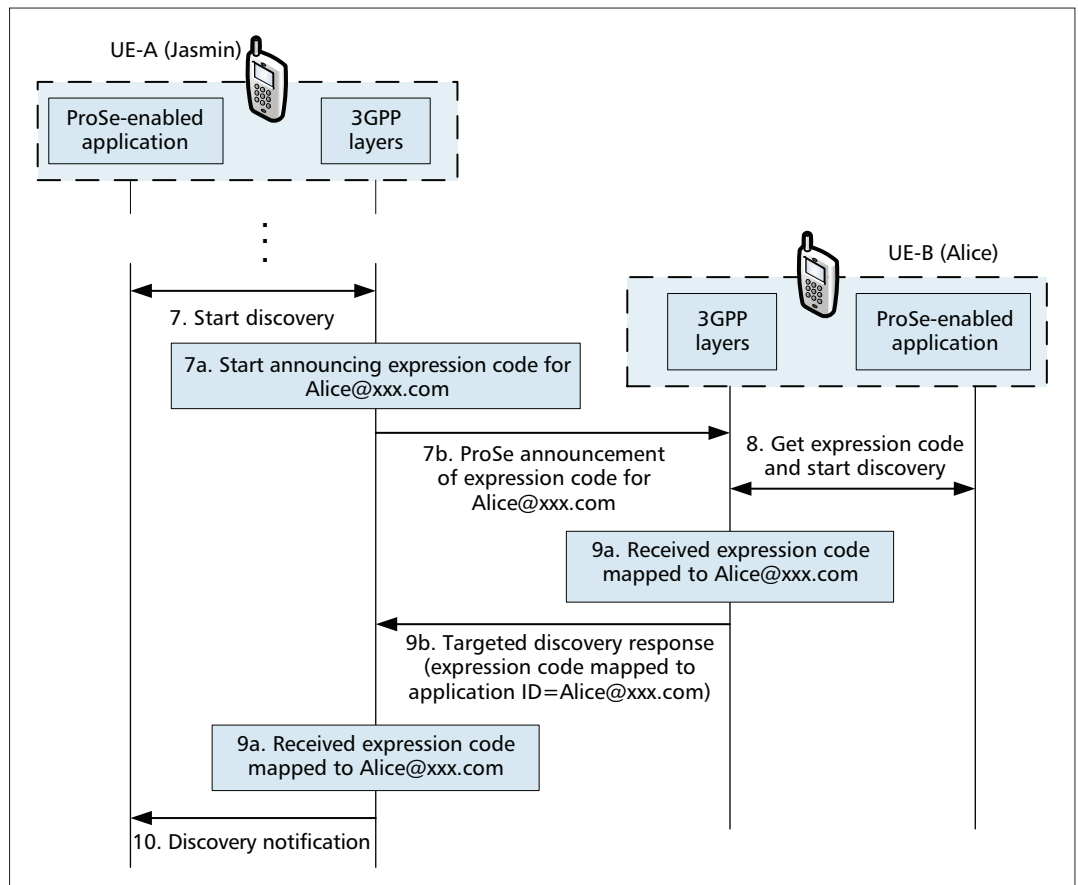 UE-A (Jasmin)
ProSe-enabled
application
3GPP
layers
UE-B (Alice)
3GPP
layers
ProSe-enabled
application
7. Start discovery
7a. Start announcing expression code for
Alice@xxx.com
7b. ProSe announcement
of expression code for
Alice@xxx.com
8. Get expression code
and start discovery
9a. Received expression code
mapped to Alice@xxx.com
9b. Targeted discovery response
(expression code mapped to
application ID=Alice@xxx.com)
9a. Received expression code
mapped to Alice@xxx.com
10. Discovery notification